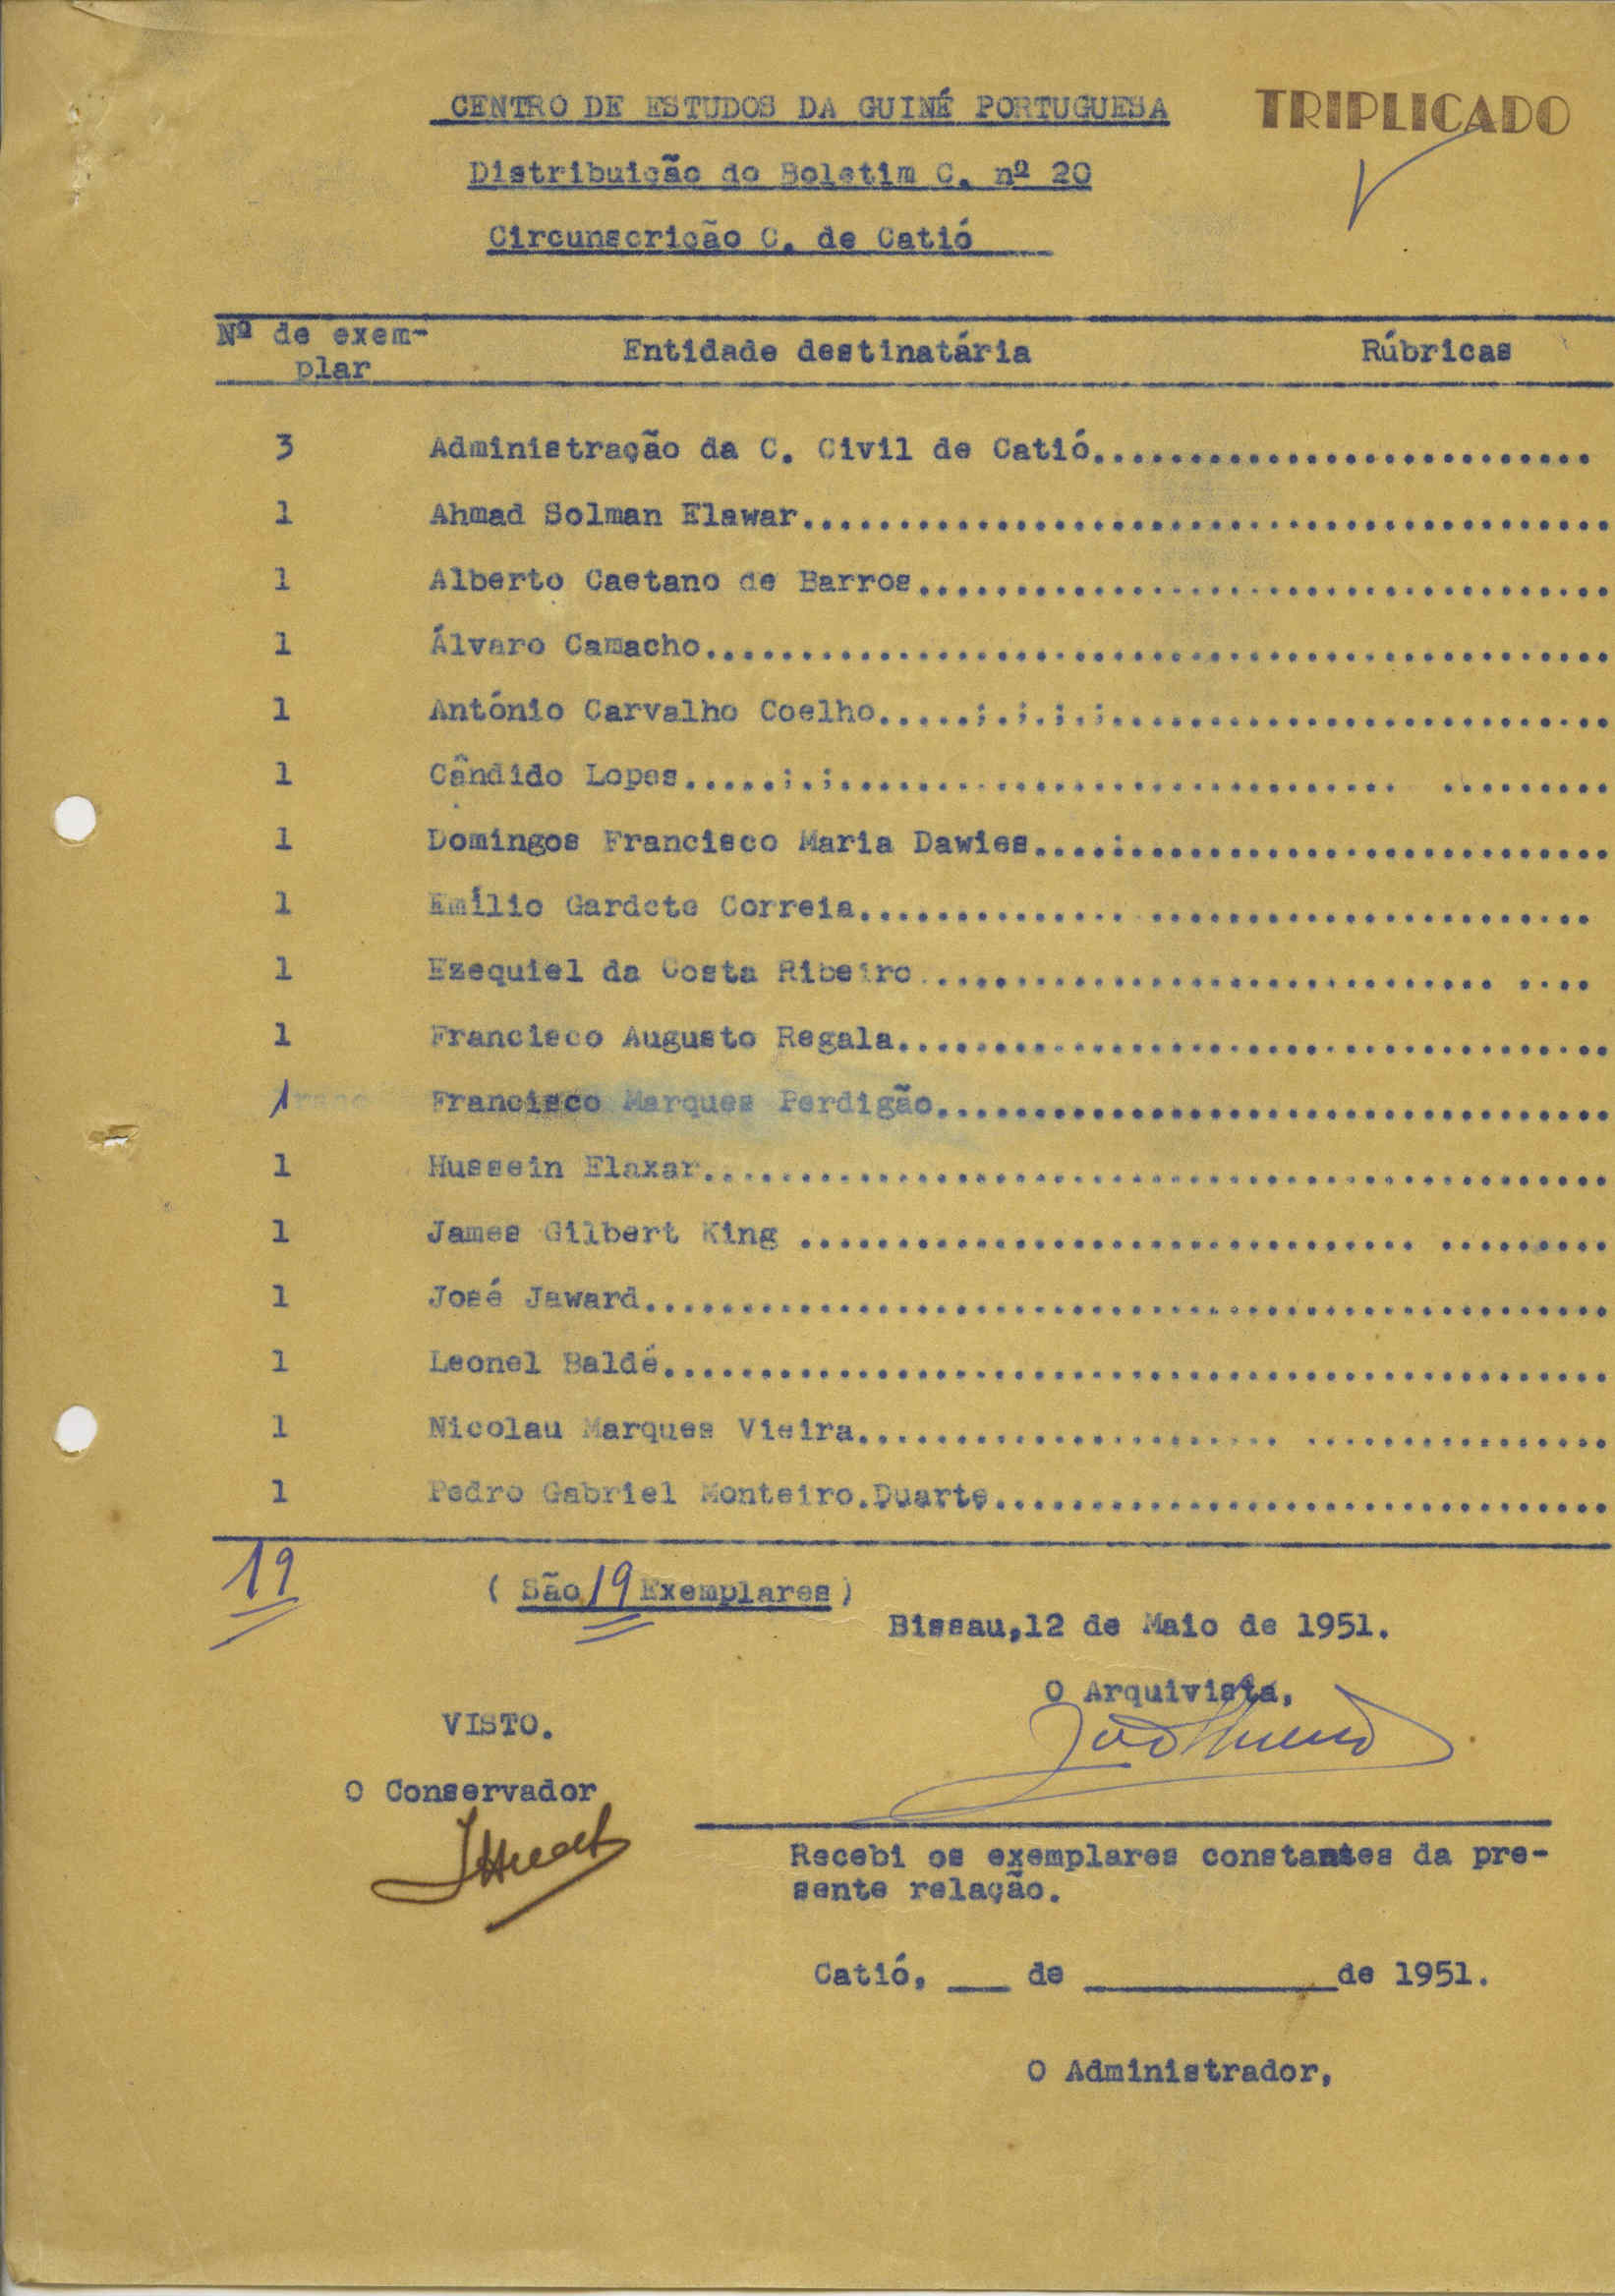 CENTRO DE ESTUDOS DA GUINÉ PORTUGUESA
TRIPLICADO
Distribuição do Boletim C. nº 20
Circunscrição C. de Catió
Nº de exem-
plar
Entidade destinatária
Rúbricas
3 Administração da C. Civil de Catió..........................
1 Ahmad Solman Elawar..........................................
1 Alberto Caetano de Barros....................................
1 Álvaro Camacho...............................................
1 António Carvalho Coelho.....;.;.;.;..........................
1 Cândido Lopes.....;.;............................. .........
1 Domingos Francisco Maria Dawies....:.........................
1 Emílio Gardete Correia.............. .......................
1 Ezequiel da Costa Ribeiro.............................. ....
1 Francisco Augusto Regala.....................................
1 Francisco Marques Perdigão...................................
1 Hussein Elaxar...............................................
1 James Gilbert King ................................ .........
1 José Jaward..................................................
1 Leonel Baldé.................................................
1 Nicolau Marques Vieira...................... ................
1 Pedro Gabriel Monteiro.Duarte................................
19
( São 19 Exemplares)
Bissau,12 de Maio de 1951.
O Arquivista,
VISTO.
O Conservador
Recebi os exemplares constantes da pre-
sente relação.
Catió, ___ de _____________de 1951.
O Administrador,